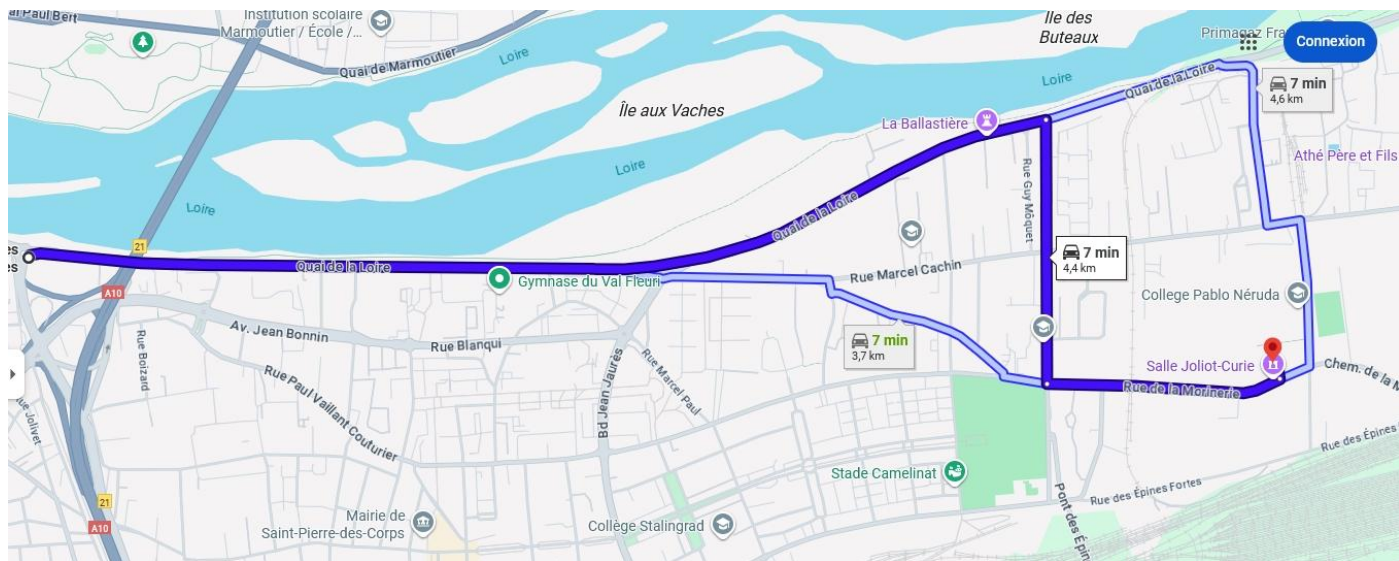 al Paul Bert
Institution scolaire
Marmoutier / École /...
Quai de Marmoutier
Loire
Île aux Vaches
Île des
Buteaux
Loire
Primagaz Fra
Connexion
Quai de la Loire
7 min
4,6 km
La Ballastière
Loire
Athé Père et Fils
Rue Guy Môquet
Loire
Quai de la Loire
21
Quai de la Loire
Gymnase du Val Fleuri
Rue Marcel Cachin
7 min
4,4 km
A10
College Pablo Néruda
Av. Jean Bonnin
Rue Blanqui
7 min
3,7 km
Rue Boizard
Rue Paul Vaillant Couturier
Bd Jean Jaurès
Rue Marcel Paul
Salle Joliot-Curie
Chem. de la
Rue de la Morinerie
Jolivet
Rue des Épines
Stade Camelinat
Rue des Épines Fortes
21
A10
Mairie de
Saint-Pierre-des-Corps
Collège Stalingrad
Pont des Épin